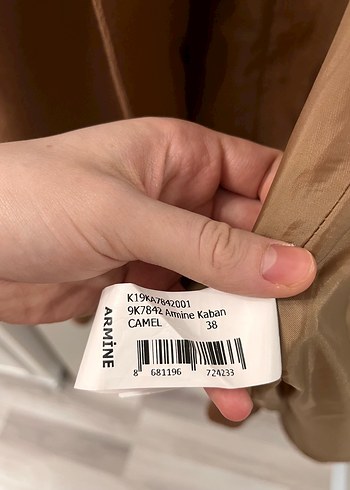 K19KA7842001
9K7842 Armine Kaban
CAMEL 38
ARMİNE
8 681196 724233